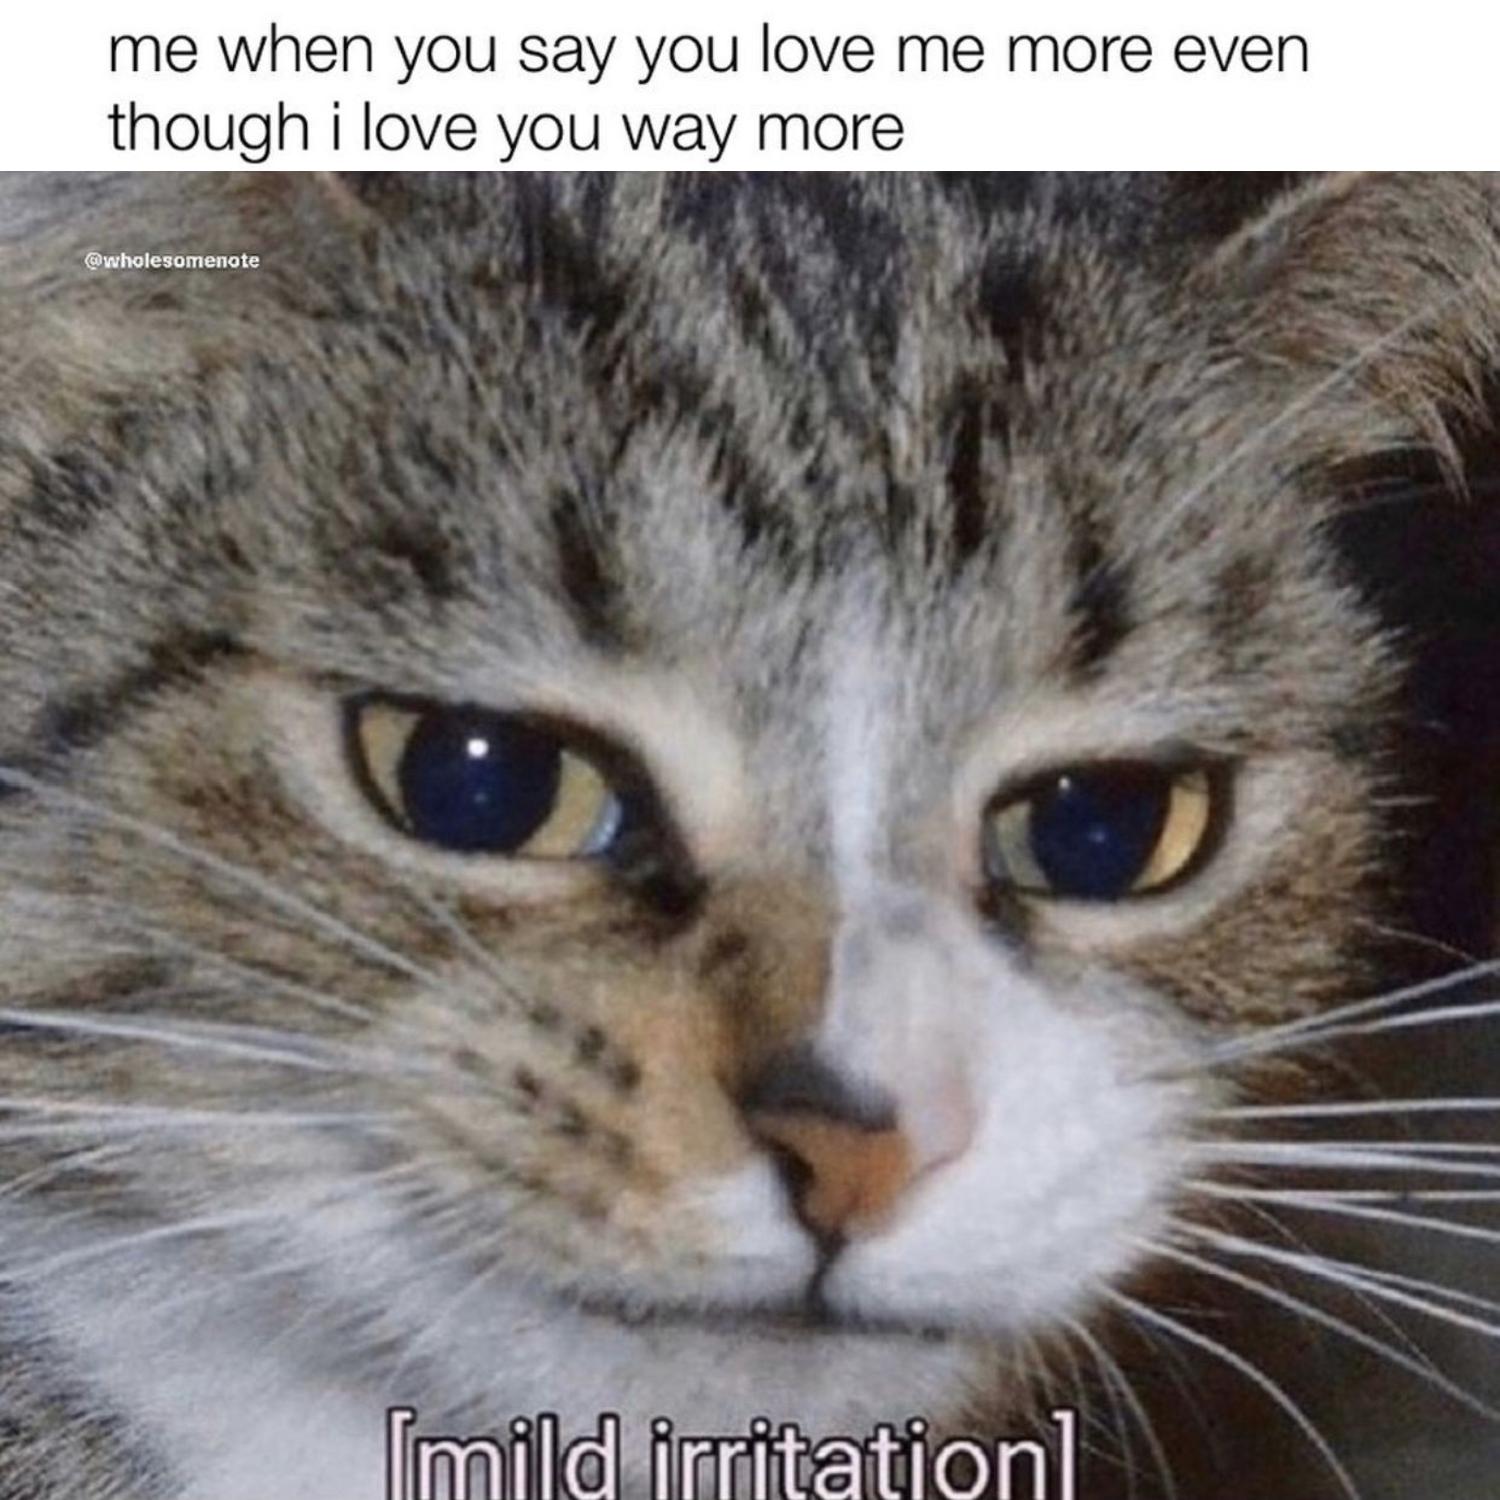 me when you say you love me more even
though i love you way more
@wholesomenote
[mild irritation]